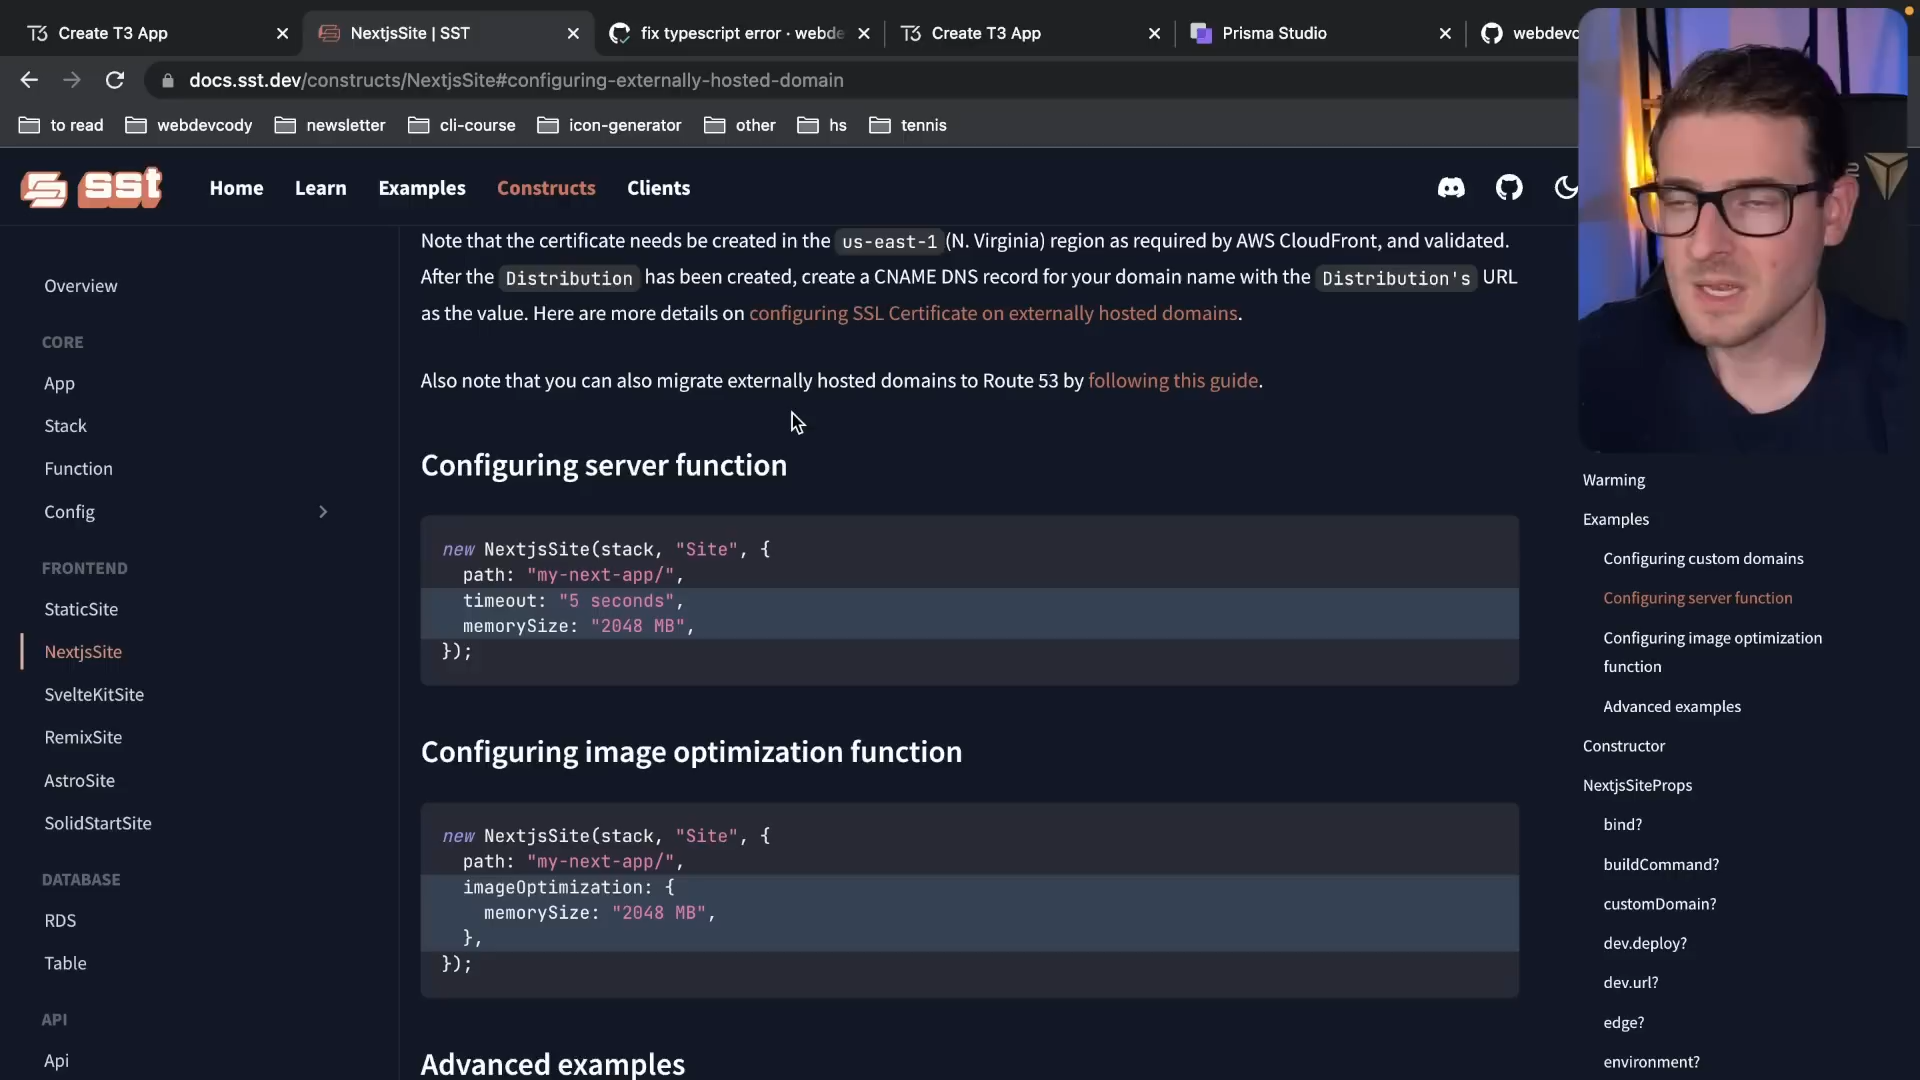 Create T3 App
NextjsSite | SST
fix typescript error · webde
Create T3 App
Prisma Studio
webdevc
docs.sst.dev/constructs/NextjsSite#configuring-externally-hosted-domain
to read
webdevcody
newsletter
cli-course
icon-generator
other
hs
tennis
sst
Home
Learn
Examples
Constructs
Clients
Overview
CORE
App
Stack
Function
Config
FRONTEND
StaticSite
NextjsSite
SvelteKitSite
RemixSite
AstroSite
SolidStartSite
DATABASE
RDS
Table
API
Api
Note that the certificate needs be created in the us-east-1 (N. Virginia) region as required by AWS CloudFront, and validated.
After the Distribution has been created, create a CNAME DNS record for your domain name with the Distribution's URL
as the value. Here are more details on configuring SSL Certificate on externally hosted domains.
Also note that you can also migrate externally hosted domains to Route 53 by following this guide.
Configuring server function
new NextjsSite(stack, "Site", {
path: "my-next-app/",
timeout: "5 seconds",
memorySize: "2048 MB",
});
Configuring image optimization function
new NextjsSite(stack, "Site", {
path: "my-next-app/",
imageOptimization: {
memorySize: "2048 MB",
},
});
Advanced examples
Warming
Examples
Configuring custom domains
Configuring server function
Configuring image optimization
function
Advanced examples
Constructor
NextjsSiteProps
bind?
buildCommand?
customDomain?
dev.deploy?
dev.url?
edge?
environment?